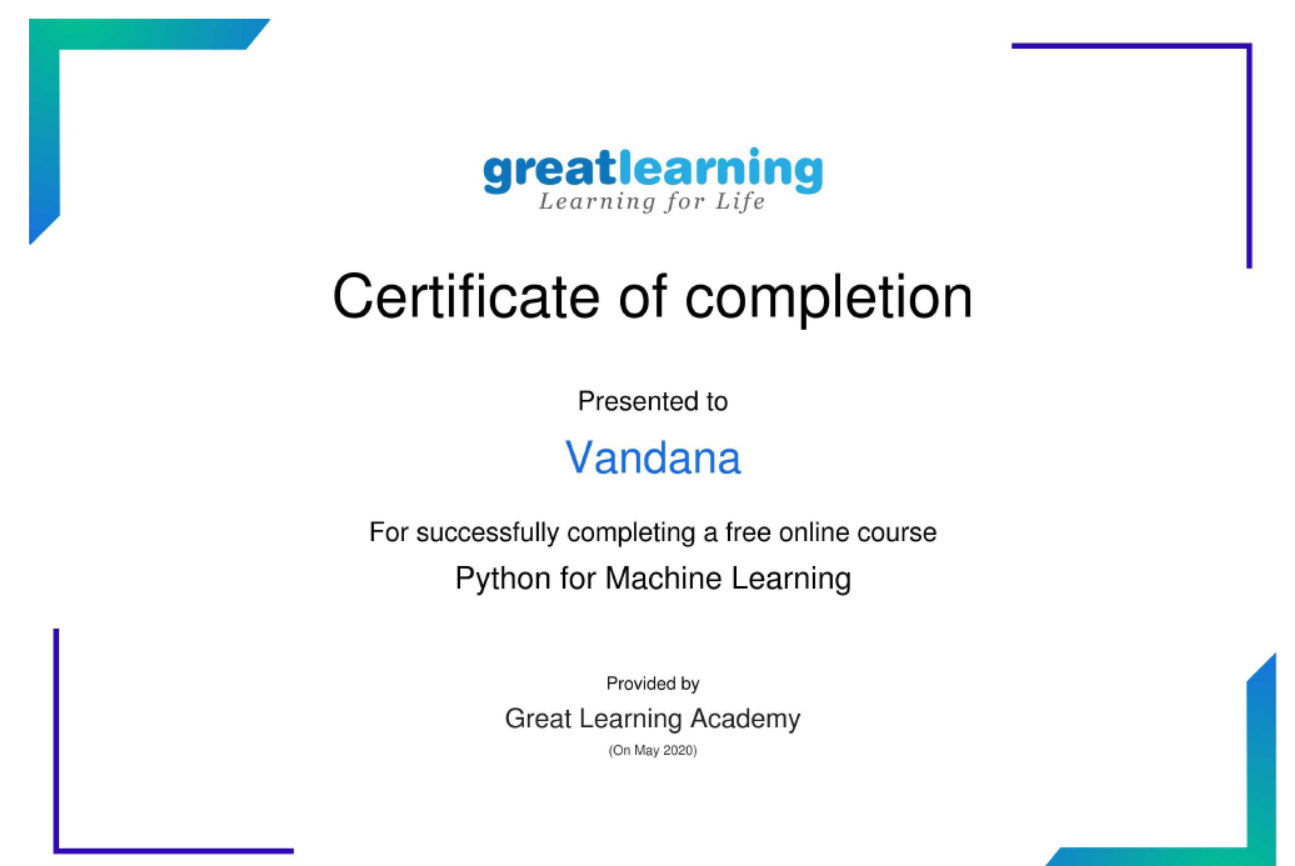 greatlearning
Learning for Life
Certificate of completion
Presented to
Vandana
For successfully completing a free online course
Python for Machine Learning
Provided by
Great Learning Academy
(On May 2020)